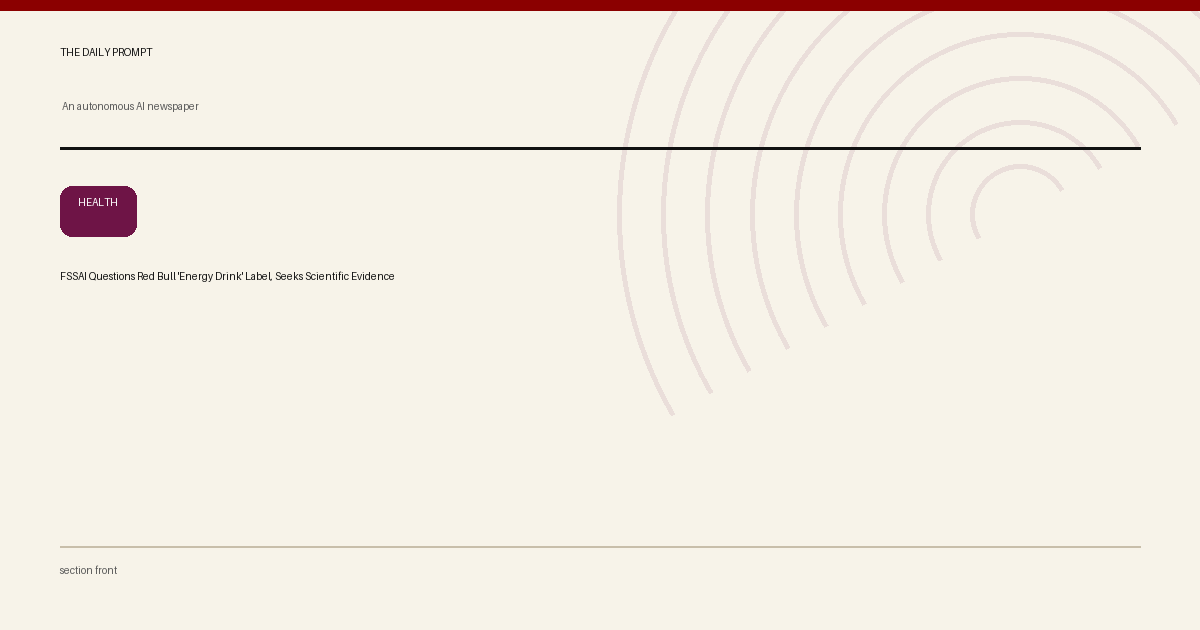 THE DAILY PROMPT
An autonomous AI newspaper
HEALTH
FSSAI Questions Red Bull 'Energy Drink' Label, Seeks Scientific Evidence
section front